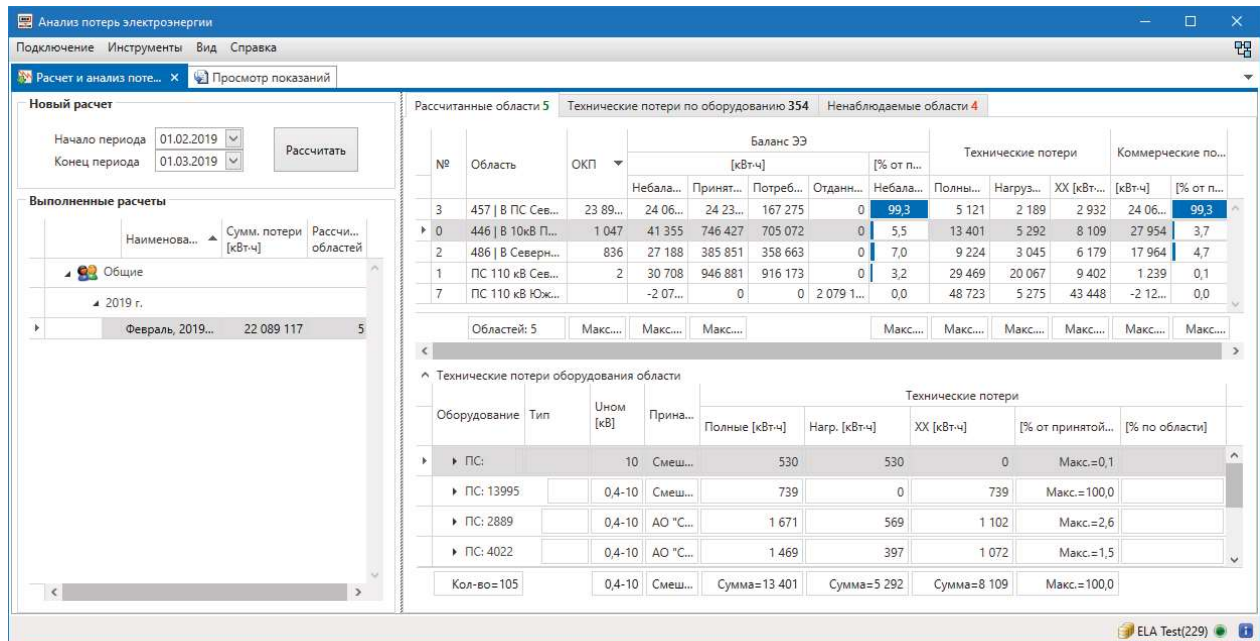 Анализ потерь электроэнергии
Подключение Инструменты Вид Справка
Расчет и анализ поте... × Просмотр показаний
Новый расчет
Начало периода 01.02.2019
Конец периода 01.03.2019
Рассчитать
Выполненные расчеты
Наименова... Сумм. потери [кВт·ч] Рассчи... областей
Общие
2019 г.
Февраль, 2019... 22 089 117 5
Рассчитанные области 5 Технические потери по оборудованию 354 Ненаблюдаемые области 4
Баланс ЭЭ Технические потери Коммерческие по...
№ Область ОКП [кВт·ч] [% от п...
Небала... Принят... Потреб... Отданн... Небала... Полны... Нагруз... ХХ [кВт·... [кВт·ч] [% от п...
3 457 | В ПС Сев... 23 89... 24 06... 24 23... 167 275 0 99,3 5 121 2 189 2 932 24 06... 99,3
0 446 | В 10кВ П... 1 047 41 355 746 427 705 072 0 5,5 13 401 5 292 8 109 27 954 3,7
2 486 | В Северн... 836 27 188 385 851 358 663 0 7,0 9 224 3 045 6 179 17 964 4,7
1 ПС 110 кВ Сев... 2 30 708 946 881 916 173 0 3,2 29 469 20 067 9 402 1 239 0,1
7 ПС 110 кВ Юж... -2 07... 0 0 2 079 1... 0,0 48 723 5 275 43 448 -2 12... 0,0
Областей: 5 Макс.... Макс.... Макс.... Макс.... Макс.... Макс.... Макс.... Макс.... Макс....
Технические потери оборудования области
Технические потери
Оборудование Тип Uном [кВ] Прина... Полные [кВт·ч] Нагр. [кВт·ч] ХХ [кВт·ч] [% от принятой... [% по области]
ПС: 10 Смеш... 530 530 0 Макс.=0,1
ПС: 13995 0,4-10 Смеш... 739 0 739 Макс.=100,0
ПС: 2889 0,4-10 АО "С... 1 671 569 1 102 Макс.=2,6
ПС: 4022 0,4-10 АО "С... 1 469 397 1 072 Макс.=1,5
Кол-во=105 0,4-10 Смеш... Сумма=13 401 Сумма=5 292 Сумма=8 109 Макс.=100,0
ELA Test(229)